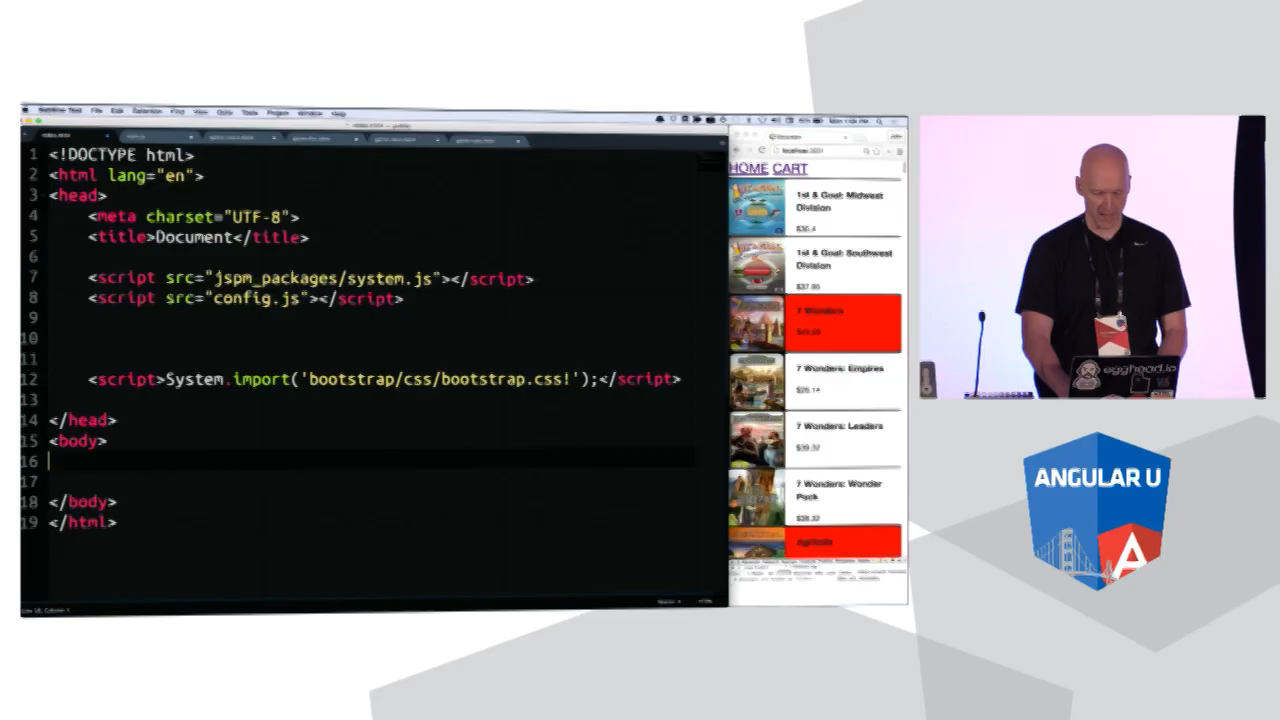 1 <!DOCTYPE html>
2 <html lang="en">
3 <head>
4 <meta charset="UTF-8">
5 <title>Document</title>
6
7 <script src="jspm_packages/system.js"></script>
8 <script src="config.js"></script>
9
10
11
12 <script>System.import('bootstrap/css/bootstrap.css!');</script>
13
14 </head>
15 <body>
16
17
18 </body>
19 </html>
HOME CART
1st & Goal: Midwest
Division
1st & Goal: Southwest
Division
7 Wonders
7 Wonders: Empires
7 Wonders: Leaders
7 Wonders: Wonder
Pack
Agricola
egghead.io
ANGULAR U
A